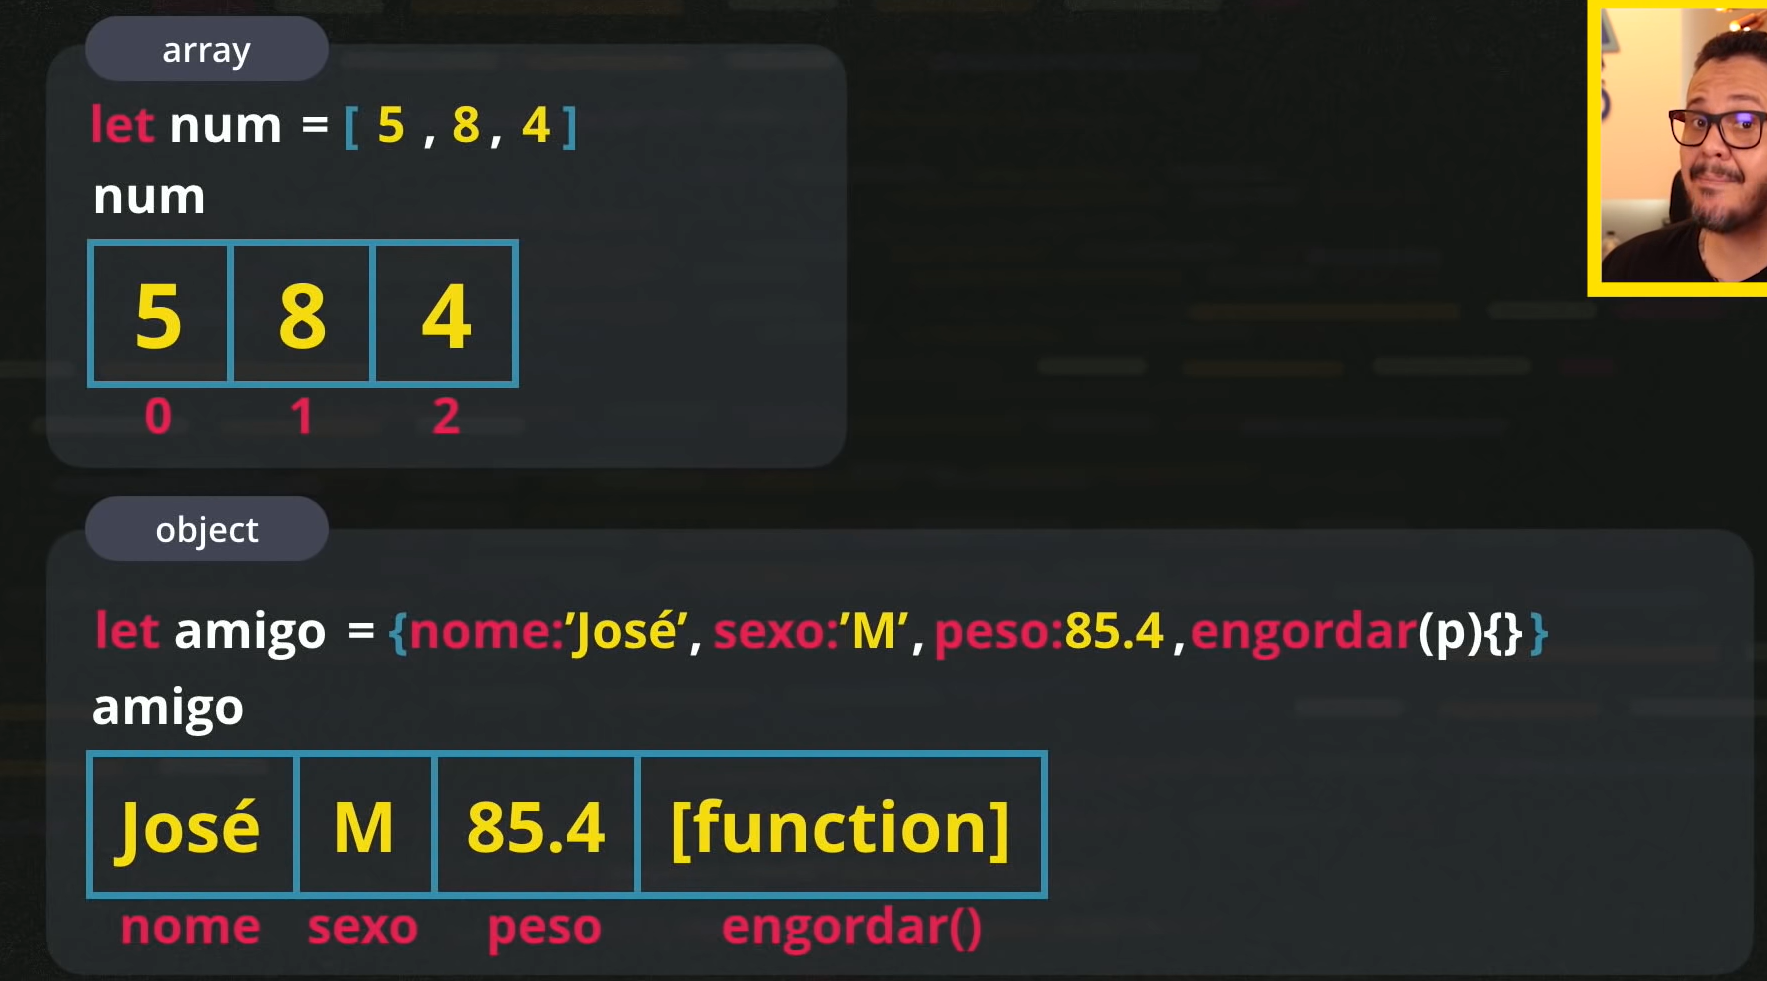 array
let num = [ 5 , 8, 4 ]
num
5 8 4
0 1 2
object
let amigo = {nome:’José’, sexo:’M’, peso:85.4 ,engordar(p){} }
amigo
José M 85.4 [function]
nome sexo peso engordar()